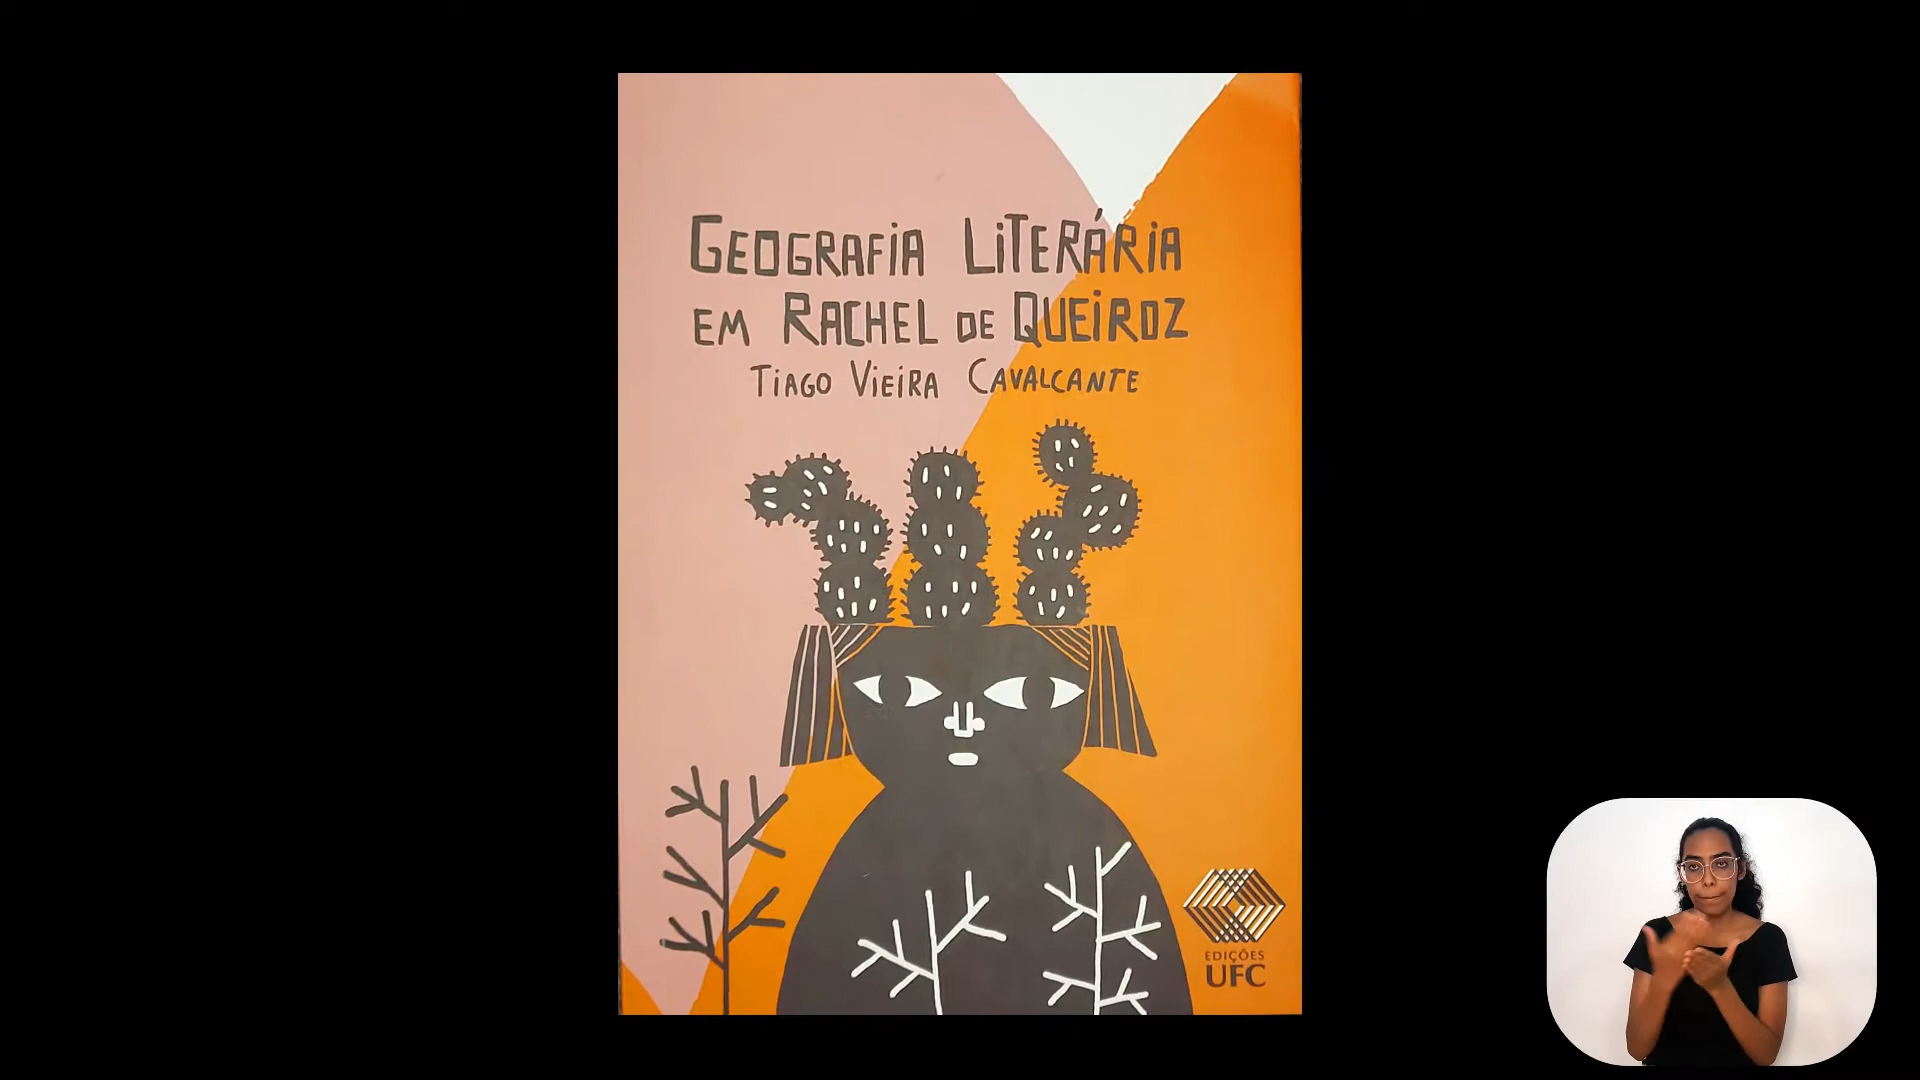 GEOGRAFIA LITERÁRIA
EM RACHEL DE QUEIROZ
TIAGO VIEIRA CAVALCANTE
EDIÇÕES
UFC